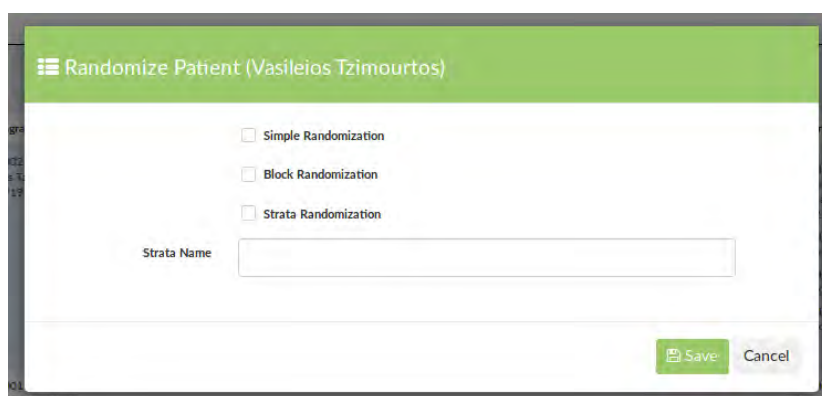 Randomize Patient (Vasileios Tzimourtos)
Simple Randomization
Block Randomization
Strata Randomization
Strata Name
Save Cancel